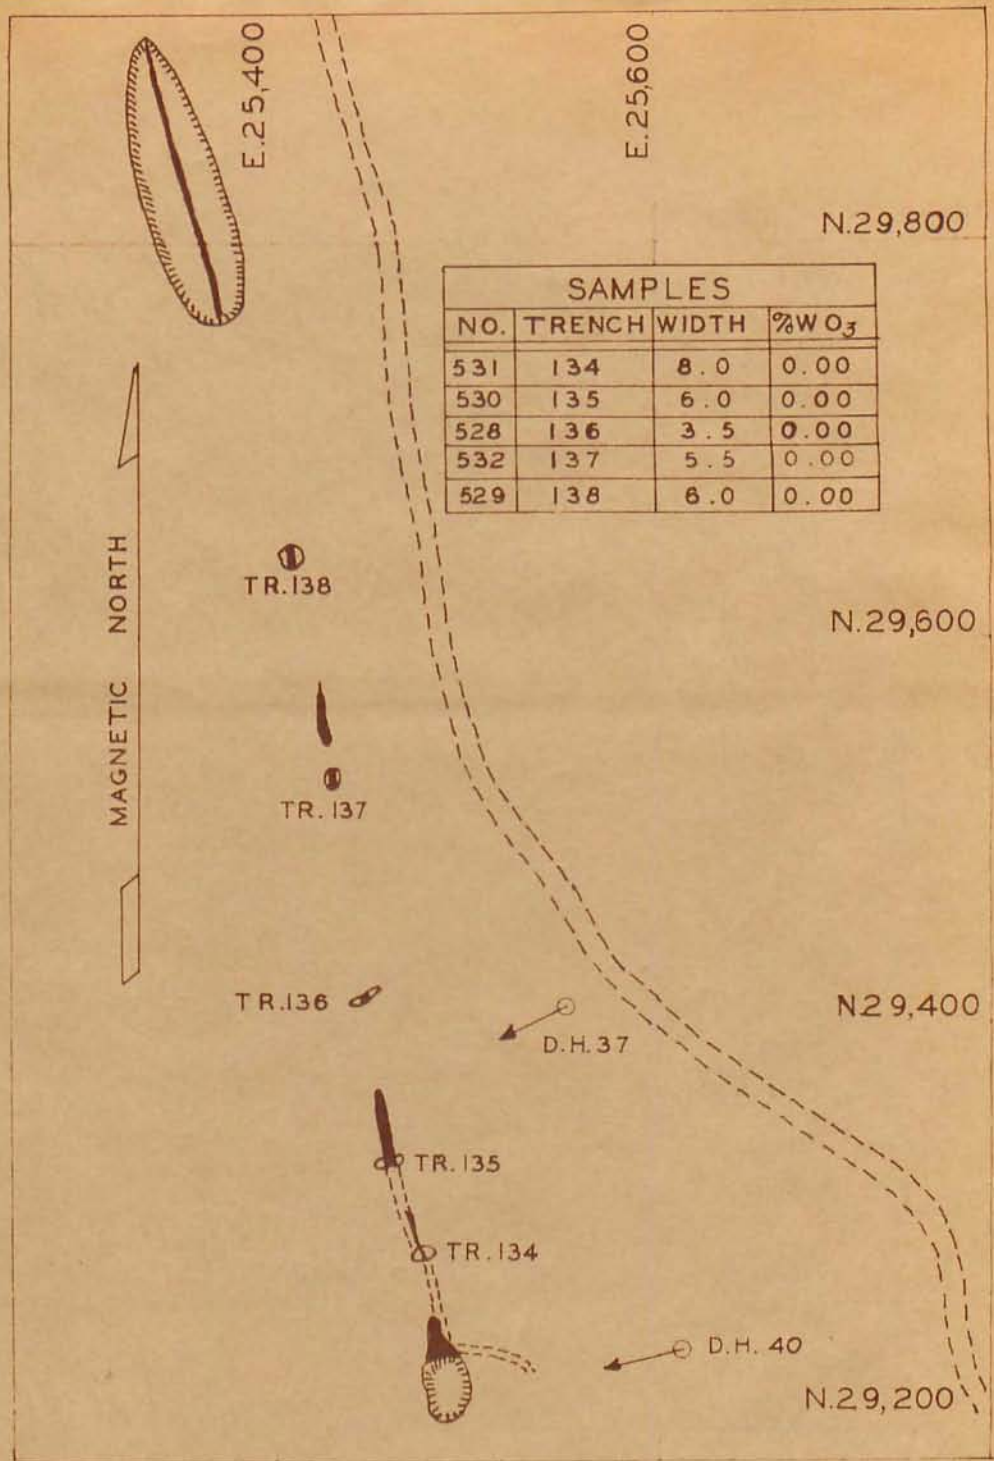 E.25,400
E.25,600
N.29,800
SAMPLES
NO. TRENCH WIDTH %WO3
531 134 8.0 0.00
530 135 6.0 0.00
528 136 3.5 0.00
532 137 5.5 0.00
529 138 6.0 0.00
MAGNETIC NORTH
TR.138
N.29,600
TR.137
TR.136
N29,400
D.H.37
TR.135
TR.134
D.H. 40
N.29,200